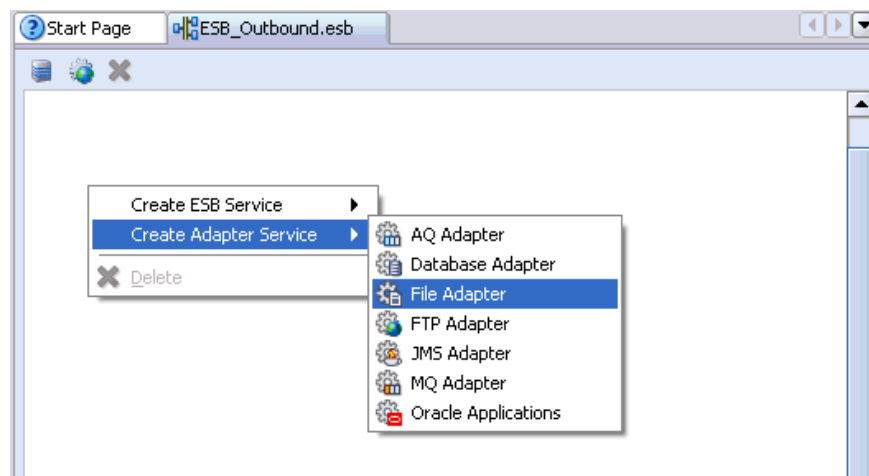 Start Page
ESB_Outbound.esb
Create ESB Service
Create Adapter Service
Delete
AQ Adapter
Database Adapter
File Adapter
FTP Adapter
JMS Adapter
MQ Adapter
Oracle Applications